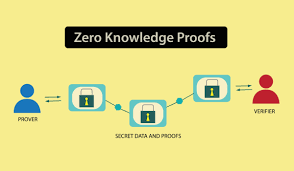 Zero Knowledge Proofs
PROVER
VERIFIER
SECRET DATA AND PROOFS